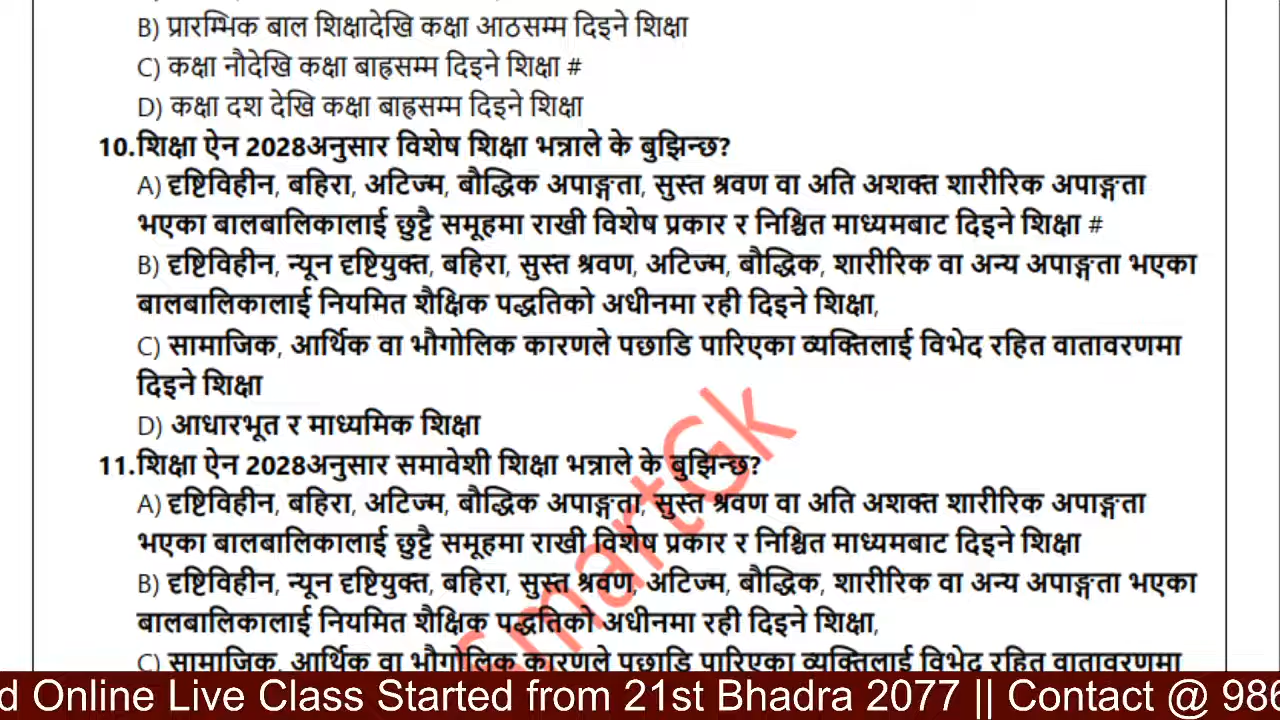 B) प्रारम्भिक बाल शिक्षादेखि कक्षा आठसम्म दिइने शिक्षा
C) कक्षा नौदेखि कक्षा बाह्रसम्म दिइने शिक्षा #
D) कक्षा दश देखि कक्षा बाह्रसम्म दिइने शिक्षा
10.शिक्षा ऐन 2028अनुसार विशेष शिक्षा भन्नाले के बुझिन्छ?
A) दृष्टिविहीन, बहिरा, अटिज्म, बौद्धिक अपाङ्गता, सुस्त श्रवण वा अति अशक्त शारीरिक अपाङ्गता
भएका बालबालिकालाई छुट्टै समूहमा राखी विशेष प्रकार र निश्चित माध्यमबाट दिइने शिक्षा #
B) दृष्टिविहीन, न्यून दृष्टियुक्त, बहिरा, सुस्त श्रवण, अटिज्म, बौद्धिक, शारीरिक वा अन्य अपाङ्गता भएका
बालबालिकालाई नियमित शैक्षिक पद्धतिको अधीनमा रही दिइने शिक्षा,
C) सामाजिक, आर्थिक वा भौगोलिक कारणले पछाडि पारिएका व्यक्तिलाई विभेद रहित वातावरणमा
दिइने शिक्षा
D) आधारभूत र माध्यमिक शिक्षा
11.शिक्षा ऐन 2028अनुसार समावेशी शिक्षा भन्नाले के बुझिन्छ?
A) दृष्टिविहीन, बहिरा, अटिज्म, बौद्धिक अपाङ्गता, सुस्त श्रवण वा अति अशक्त शारीरिक अपाङ्गता
भएका बालबालिकालाई छुट्टै समूहमा राखी विशेष प्रकार र निश्चित माध्यमबाट दिइने शिक्षा
B) दृष्टिविहीन, न्यून दृष्टियुक्त, बहिरा, सुस्त श्रवण, अटिज्म, बौद्धिक, शारीरिक वा अन्य अपाङ्गता भएका
बालबालिकालाई नियमित शैक्षिक पद्धतिको अधीनमा रही दिइने शिक्षा,
C) सामाजिक, आर्थिक वा भौगोलिक कारणले पछाडि पारिएका व्यक्तिलाई विभेद रहित वातावरणमा
SmartGk
d Online Live Class Started from 21st Bhadra 2077 || Contact @ 986